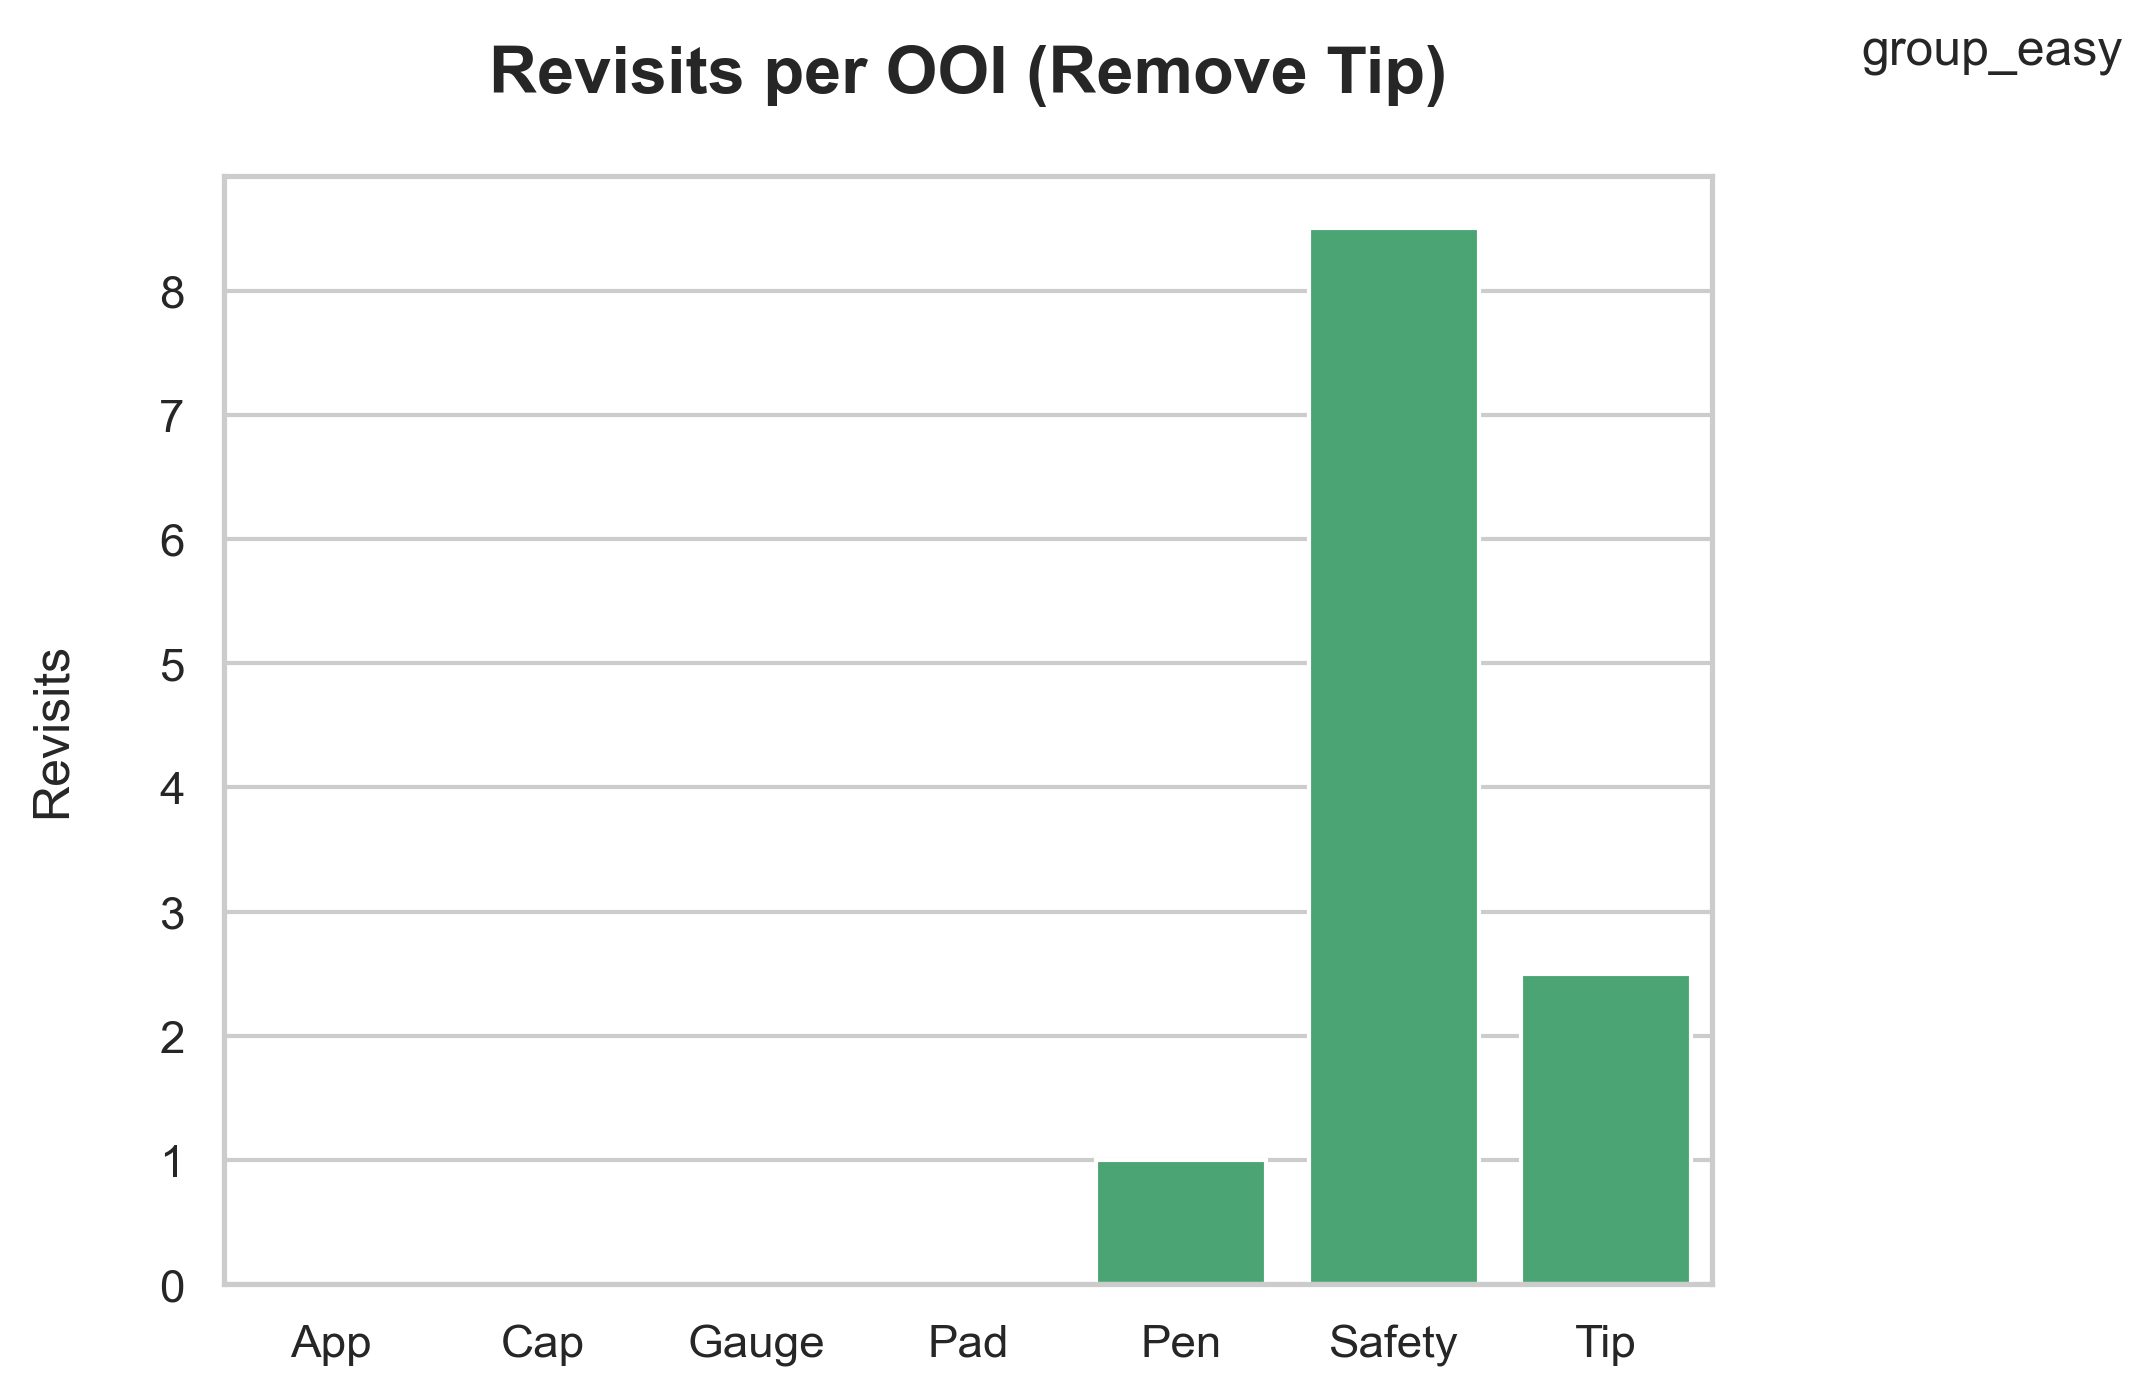 group_easy
Revisits per OOI (Remove Tip)
Revisits
8
7
6
5
4
3
2
1
0
App Cap Gauge Pad Pen Safety Tip